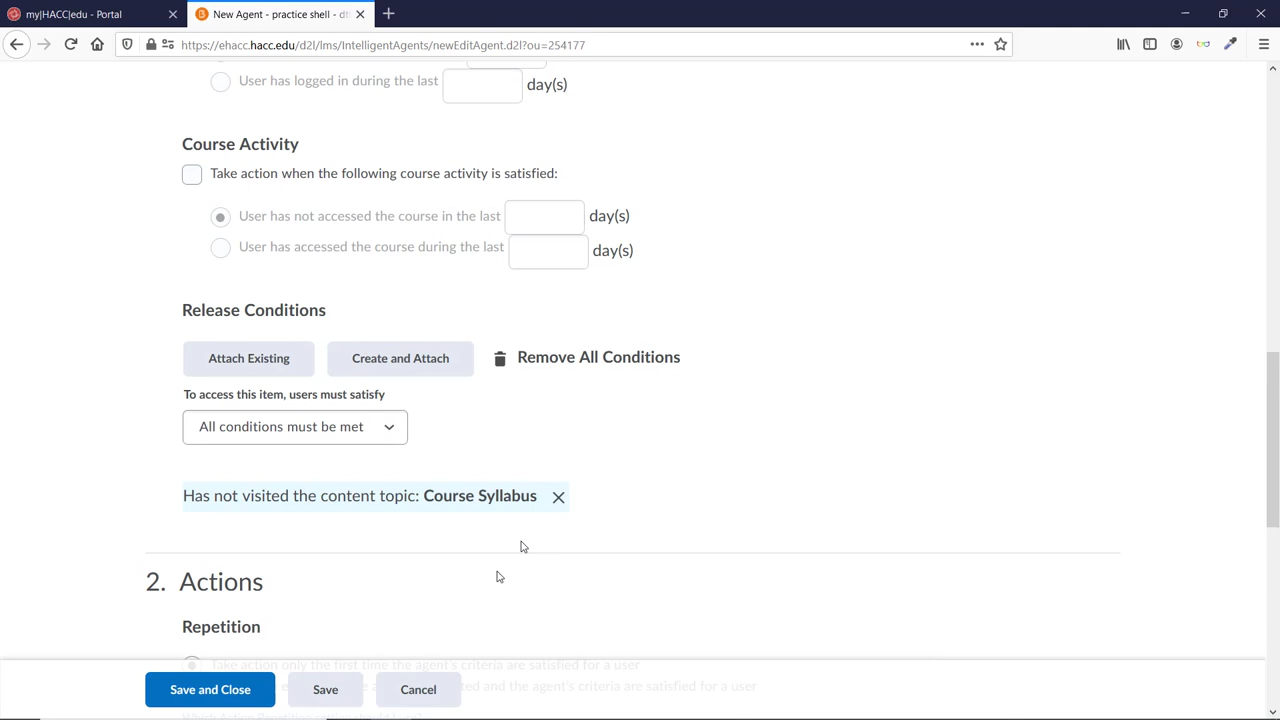 my|HACC|edu - Portal
New Agent - practice shell - dt
https://ehacc.hacc.edu/d2l/lms/IntelligentAgents/newEditAgent.d2l?ou=254177
User has logged in during the last day(s)
Course Activity
Take action when the following course activity is satisfied:
User has not accessed the course in the last day(s)
User has accessed the course during the last day(s)
Release Conditions
Attach Existing
Create and Attach
Remove All Conditions
To access this item, users must satisfy
All conditions must be met
Has not visited the content topic: Course Syllabus
2. Actions
Repetition
Take action only the first time the agent's criteria are satisfied for a user
and the agent's criteria are satisfied for a user
Save and Close
Save
Cancel